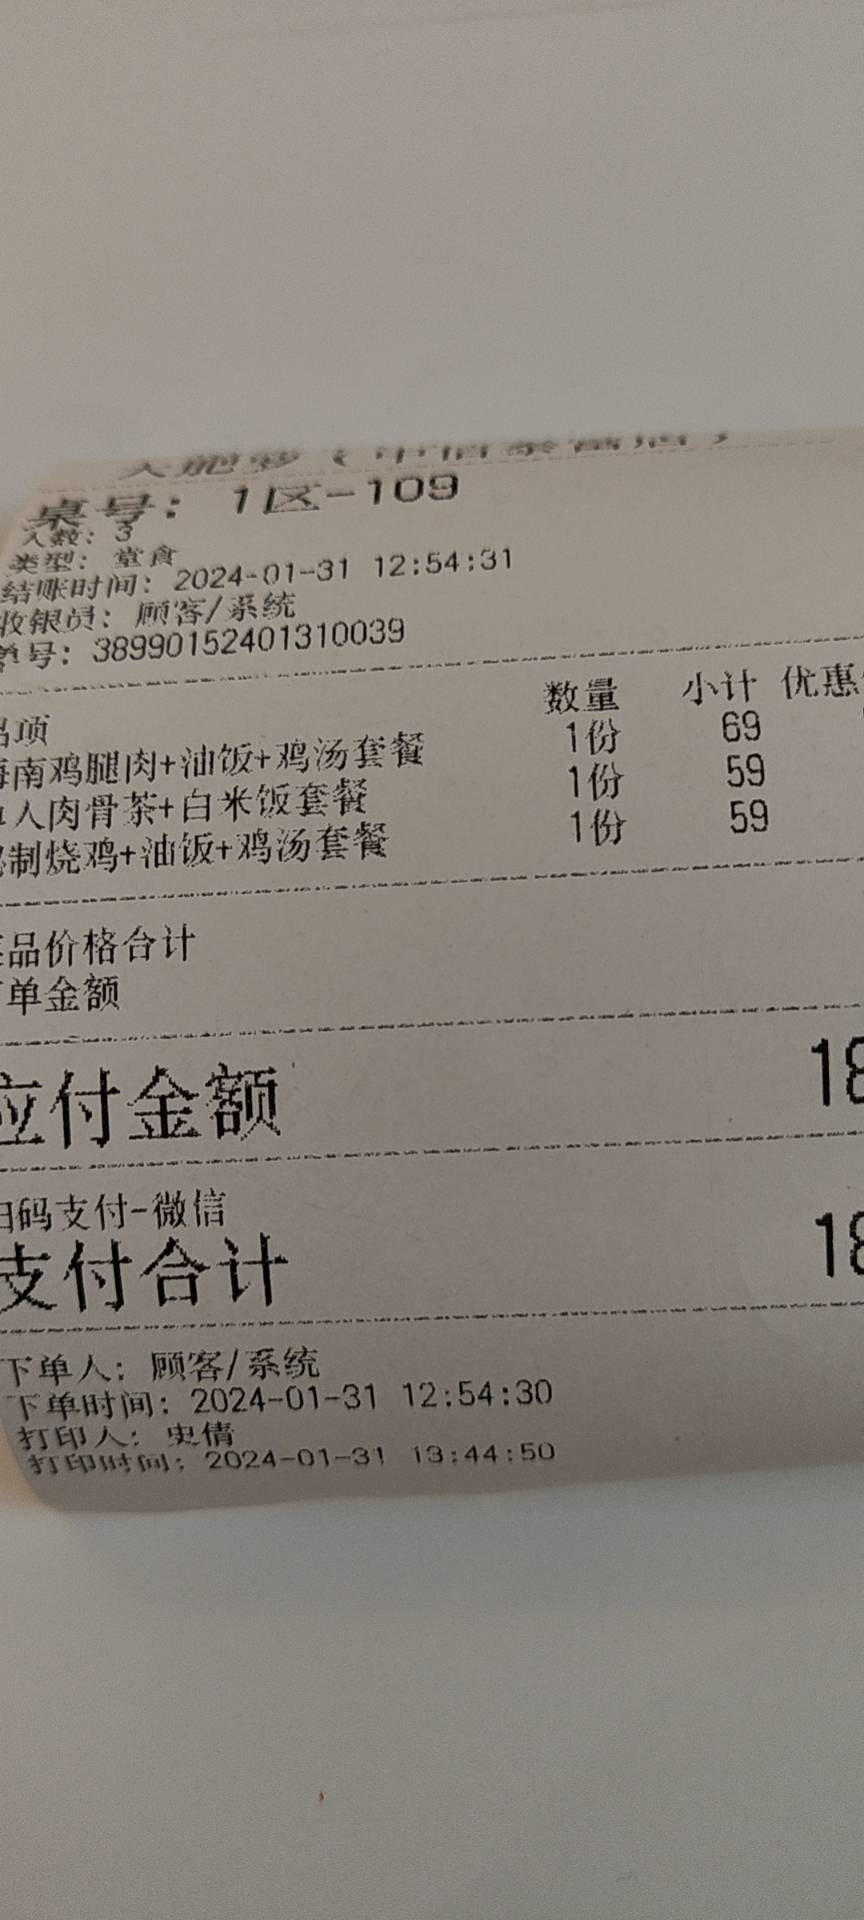 桌号: 1区-109
人数: 3
类型: 堂食
结账时间: 2024-01-31 12:54:31
收银员: 顾客/系统
单号: 38990152401310039
品项 数量 小计 优惠
海南鸡腿肉+油饭+鸡汤套餐 1份 69
人肉骨茶+白米饭套餐 1份 59
制烧鸡+油饭+鸡汤套餐 1份 59
品价格合计
单金额
应付金额 18
扫码支付-微信
支付合计 18
下单人: 顾客/系统
下单时间: 2024-01-31 12:54:30
打印人: 史倩
打印时间: 2024-01-31 13:44:50